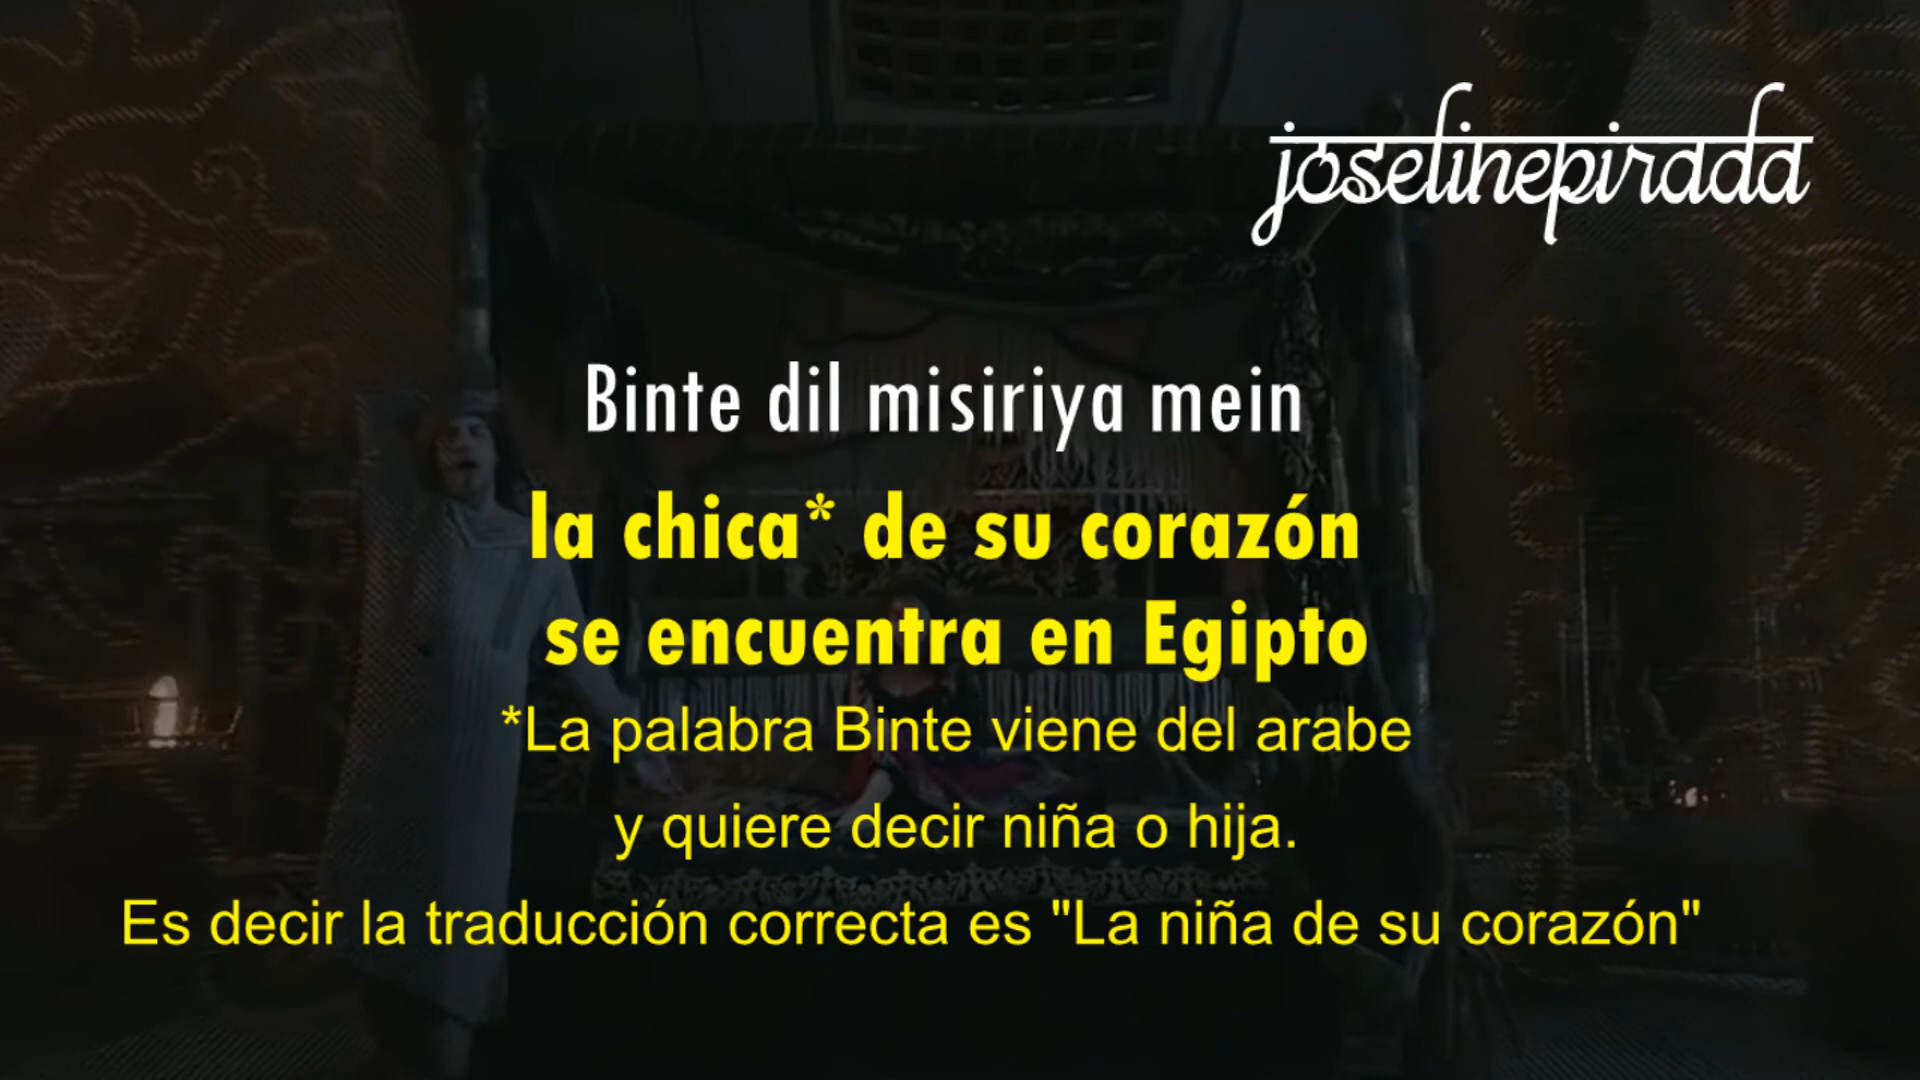 joselinepirada
Binte dil misiriya mein
la chica* de su corazón
se encuentra en Egipto
*La palabra Binte viene del arabe
y quiere decir niña o hija.
Es decir la traducción correcta es "La niña de su corazón"